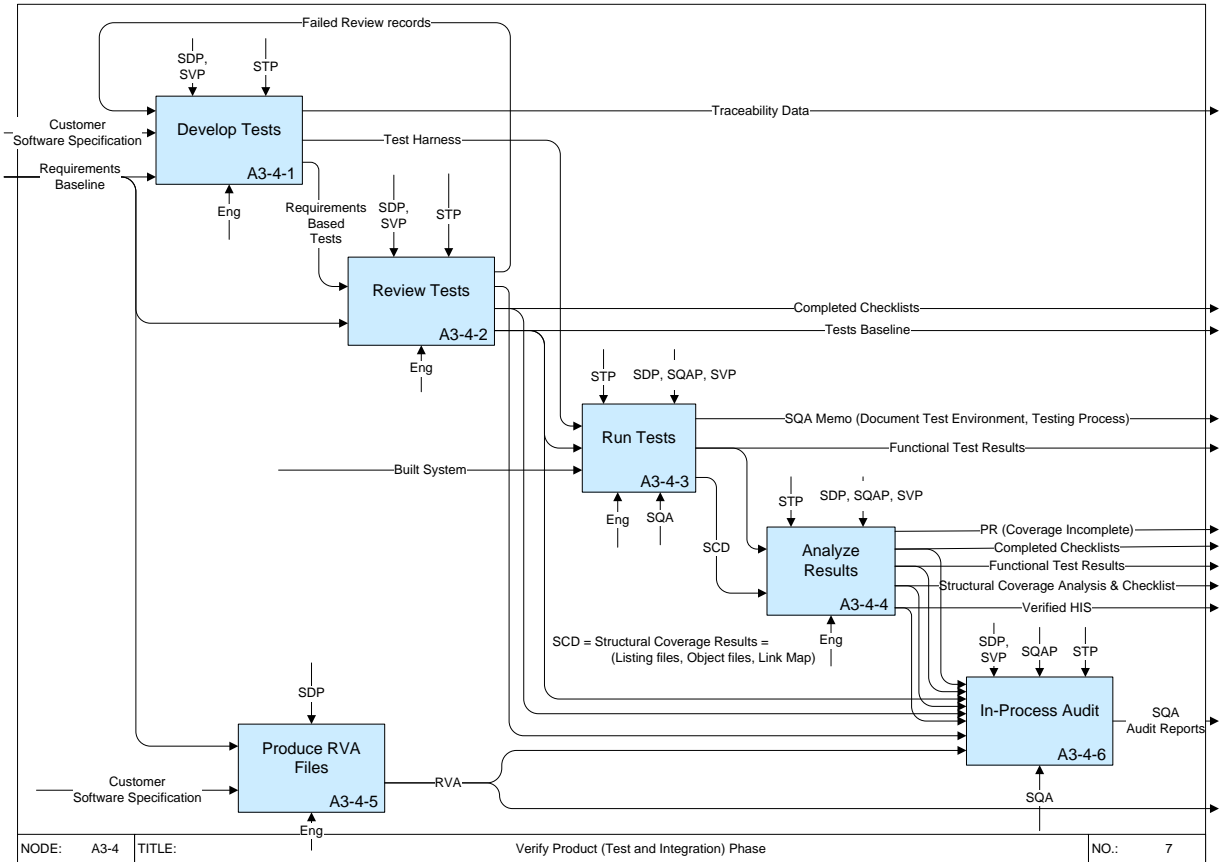 Failed Review records
SDP,
SVP
STP
Traceability Data
Customer
Software Specification
Develop Tests
A3-4-1
Test Harness
Requirements
Baseline
Eng
Requirements
Based
Tests
SDP,
SVP
STP
Review Tests
A3-4-2
Completed Checklists
Tests Baseline
Eng
STP
SDP, SQAP, SVP
SQA Memo (Document Test Environment, Testing Process)
Run Tests
A3-4-3
Functional Test Results
Built System
Eng
SQA
STP
SDP, SQAP, SVP
SCD
Analyze
Results
A3-4-4
PR (Coverage Incomplete)
Completed Checklists
Functional Test Results
Structural Coverage Analysis & Checklist
Verified HIS
Eng
SCD = Structural Coverage Results =
(Listing files, Object files, Link Map)
SDP,
SVP
SQAP
STP
In-Process Audit
A3-4-6
SQA
Audit Reports
SQA
SDP
Produce RVA
Files
A3-4-5
RVA
Customer
Software Specification
Eng
NODE: A3-4 TITLE: Verify Product (Test and Integration) Phase NO.: 7